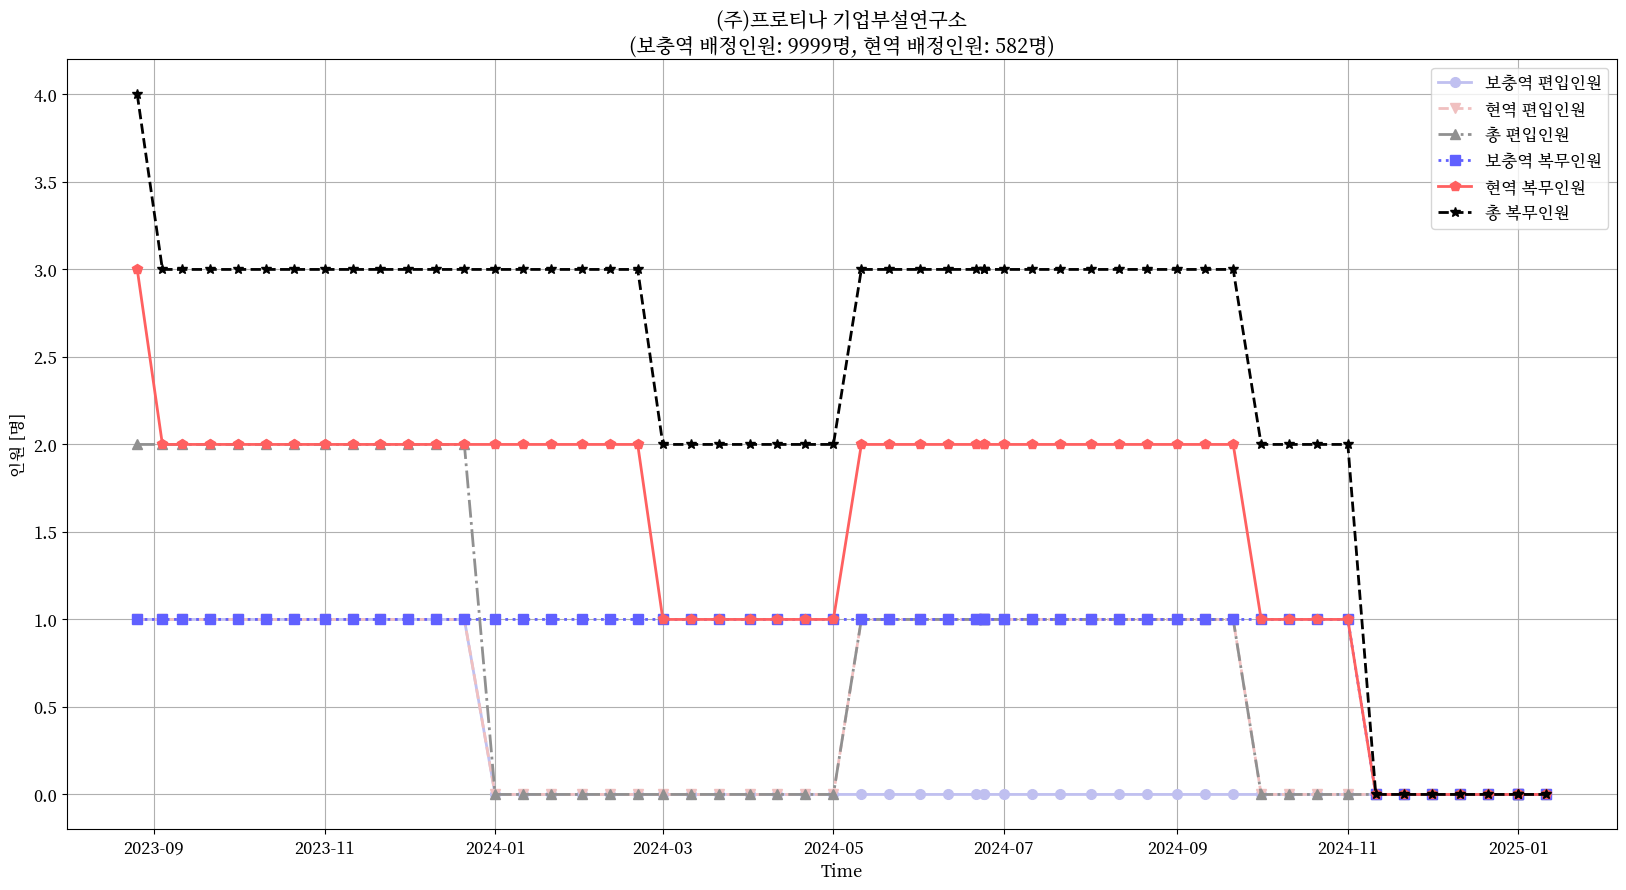 (주)프로티나 기업부설연구소
(보충역 배정인원: 9999명, 현역 배정인원: 582명)
보충역 편입인원
현역 편입인원
총 편입인원
보충역 복무인원
현역 복무인원
총 복무인원
인원 [명]
4.0
3.5
3.0
2.5
2.0
1.5
1.0
0.5
0.0
2023-09 2023-11 2024-01 2024-03 2024-05 2024-07 2024-09 2024-11 2025-01
Time